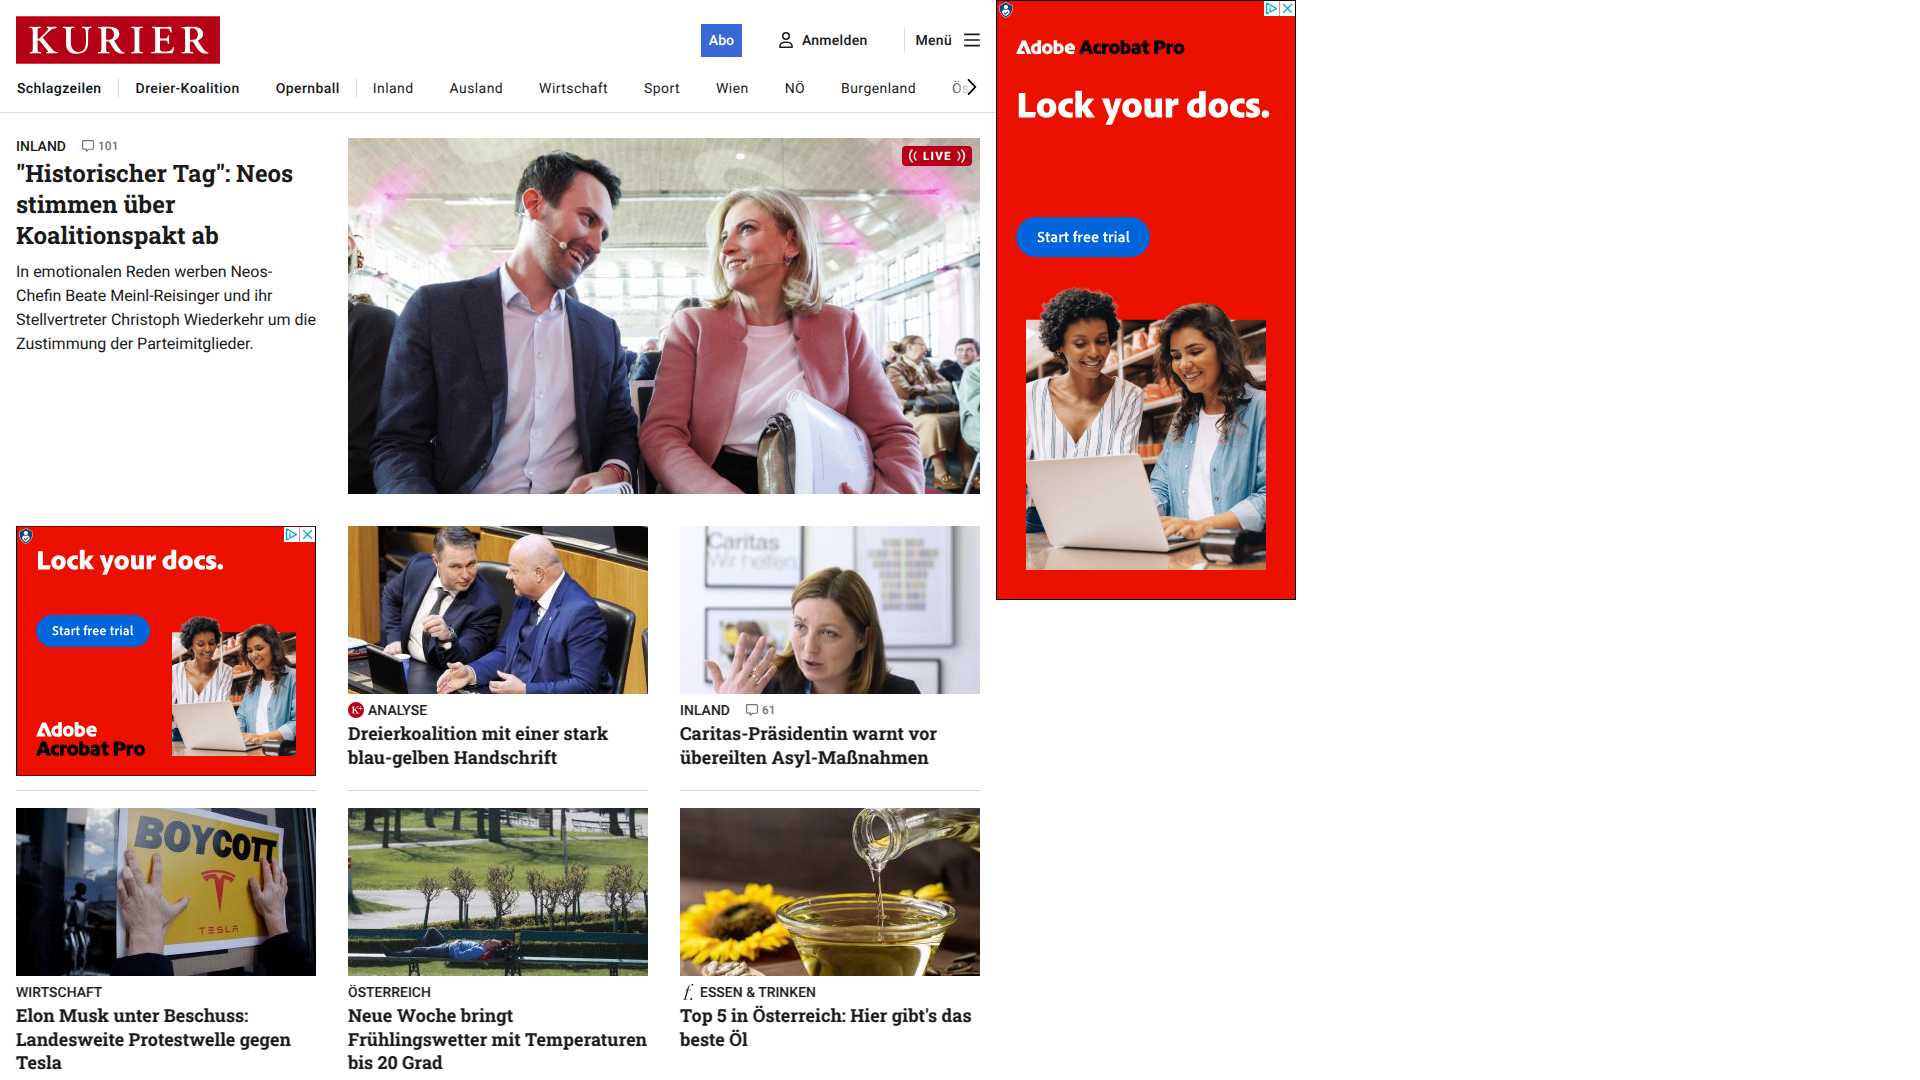 KURIER
Abo
Anmelden
Menü
Schlagzeilen
Dreier-Koalition
Opernball
Inland
Ausland
Wirtschaft
Sport
Wien
NÖ
Burgenland
Adobe Acrobat Pro
Lock your docs.
Start free trial
INLAND 101
"Historischer Tag": Neos
stimmen über
Koalitionspakt ab
In emotionalen Reden werben Neos-
Chefin Beate Meinl-Reisinger und ihr
Stellvertreter Christoph Wiederkehr um die
Zustimmung der Parteimitglieder.
LIVE
Lock your docs.
Start free trial
Adobe
Acrobat Pro
K+ ANALYSE
Dreierkoalition mit einer stark
blau-gelben Handschrift
Caritas
Wir helfen.
INLAND 61
Caritas-Präsidentin warnt vor
übereilten Asyl-Maßnahmen
BOYCOTT
TESLA
WIRTSCHAFT
Elon Musk unter Beschuss:
Landesweite Protestwelle gegen
Tesla
ÖSTERREICH
Neue Woche bringt
Frühlingswetter mit Temperaturen
bis 20 Grad
f. ESSEN & TRINKEN
Top 5 in Österreich: Hier gibt's das
beste Öl